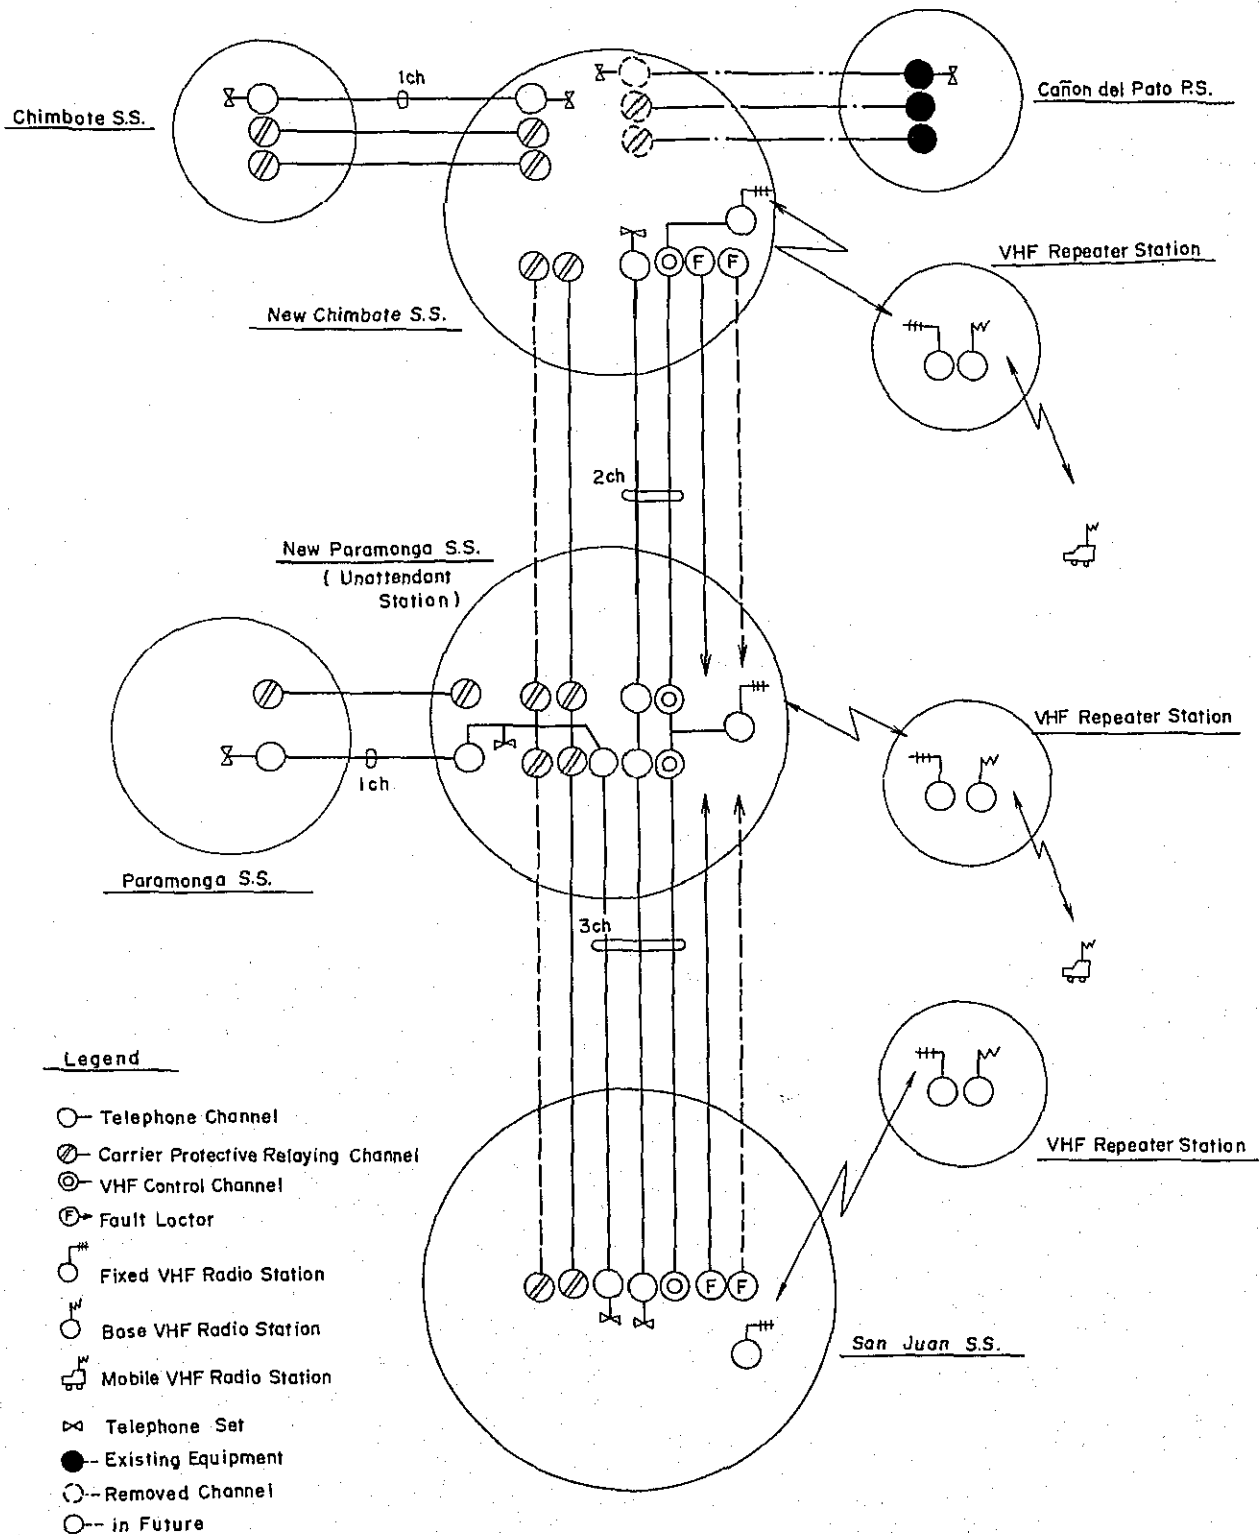 1ch
Chimbote S.S.
Cañon del Pato P.S.
VHF Repeater Station
F
F
New Chimbote S.S.
2ch
New Paramonga S.S.
( Unattendant
Station )
VHF Repeater Station
1ch
Paramonga S.S.
3ch
Legend
Telephone Channel
Carrier Protective Relaying Channel
VHF Control Channel
F Fault Loctor
Fixed VHF Radio Station
Base VHF Radio Station
Mobile VHF Radio Station
Telephone Set
Existing Equipment
Removed Channel
in Future
VHF Repeater Station
F
F
San Juan S.S.